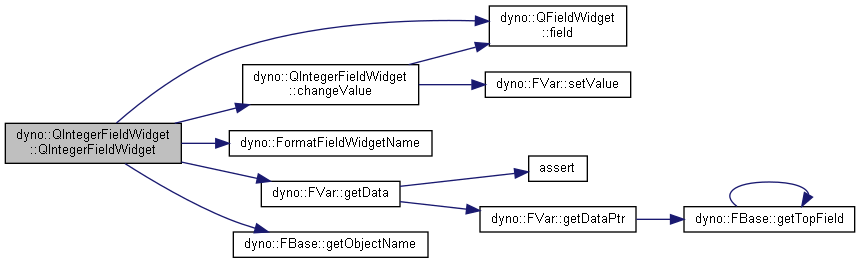 dyno::QFieldWidget
::field
dyno::QIntegerFieldWidget
::changeValue
dyno::FVar::setValue
dyno::QIntegerFieldWidget
::QIntegerFieldWidget
dyno::FormatFieldWidgetName
assert
dyno::FVar::getData
dyno::FVar::getDataPtr
dyno::FBase::getTopField
dyno::FBase::getObjectName